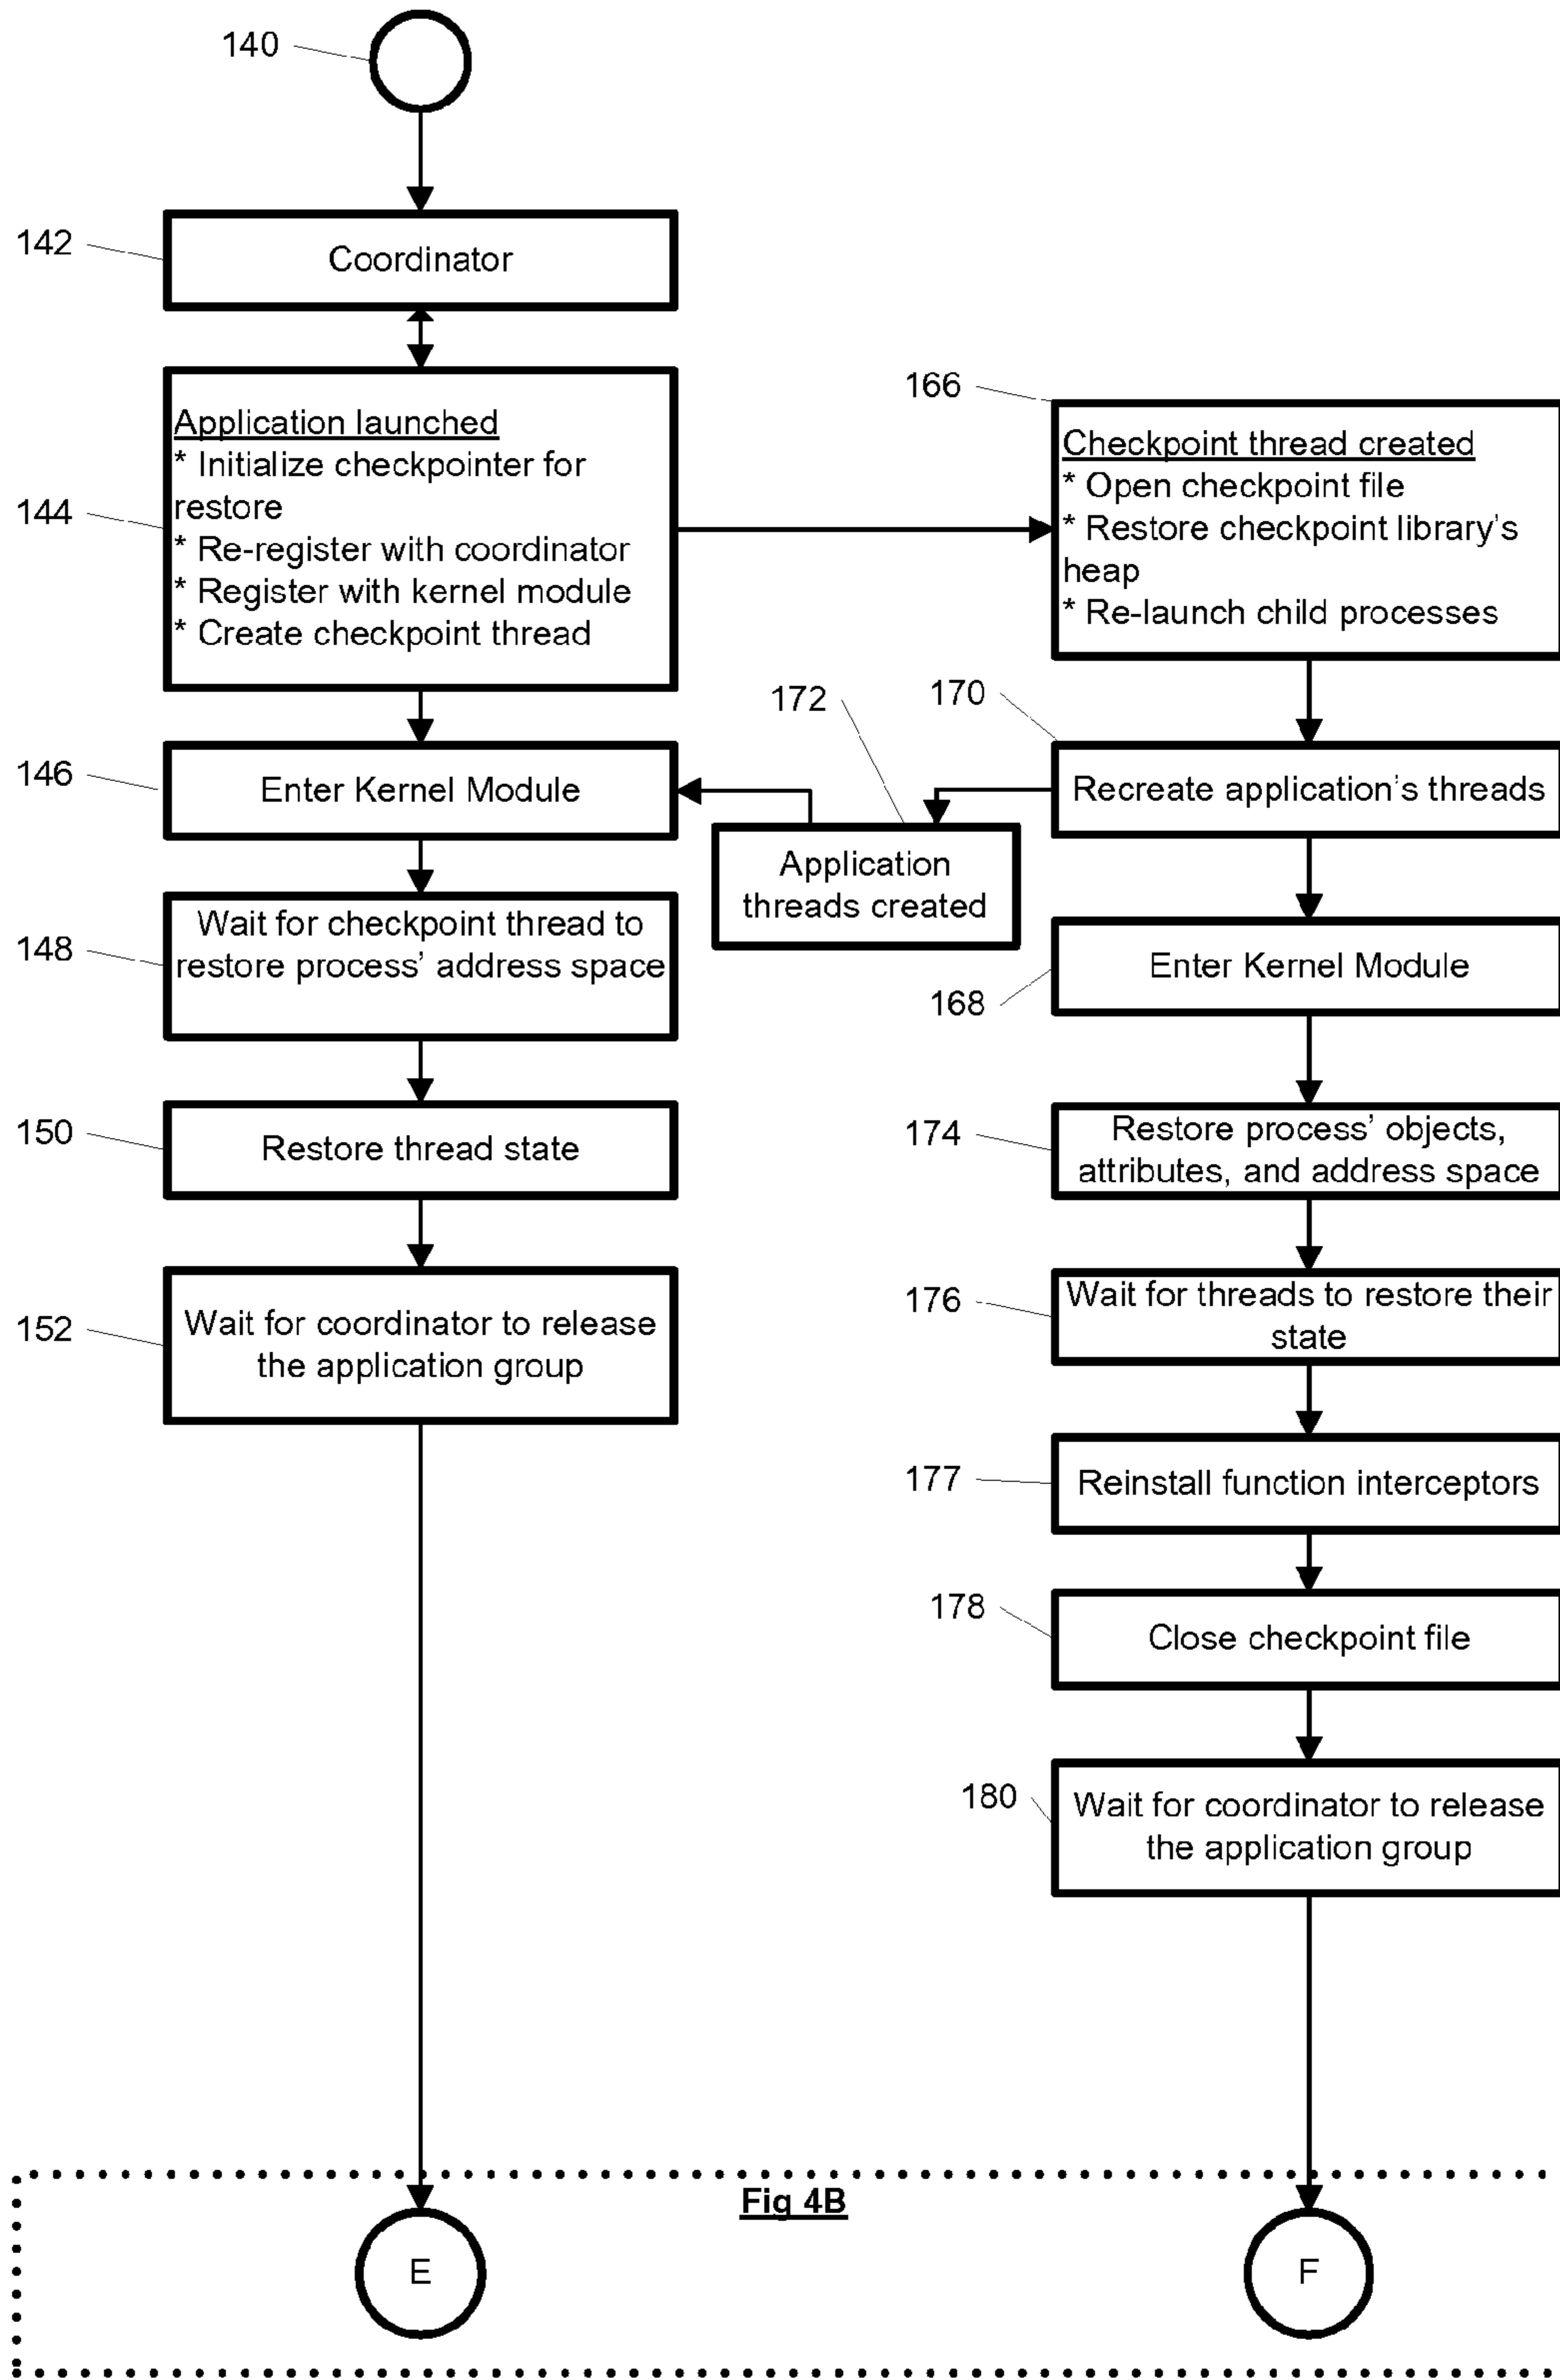 140
142
Coordinator
144
Application launched
* Initialize checkpointer for
restore
* Re-register with coordinator
* Register with kernel module
* Create checkpoint thread
166
Checkpoint thread created
* Open checkpoint file
* Restore checkpoint library's
heap
* Re-launch child processes
146
Enter Kernel Module
172
Application
threads created
170
Recreate application's threads
148
Wait for checkpoint thread to
restore process' address space
168
Enter Kernel Module
150
Restore thread state
174
Restore process' objects,
attributes, and address space
152
Wait for coordinator to release
the application group
176
Wait for threads to restore their
state
177
Reinstall function interceptors
178
Close checkpoint file
180
Wait for coordinator to release
the application group
Fig 4B
E
F